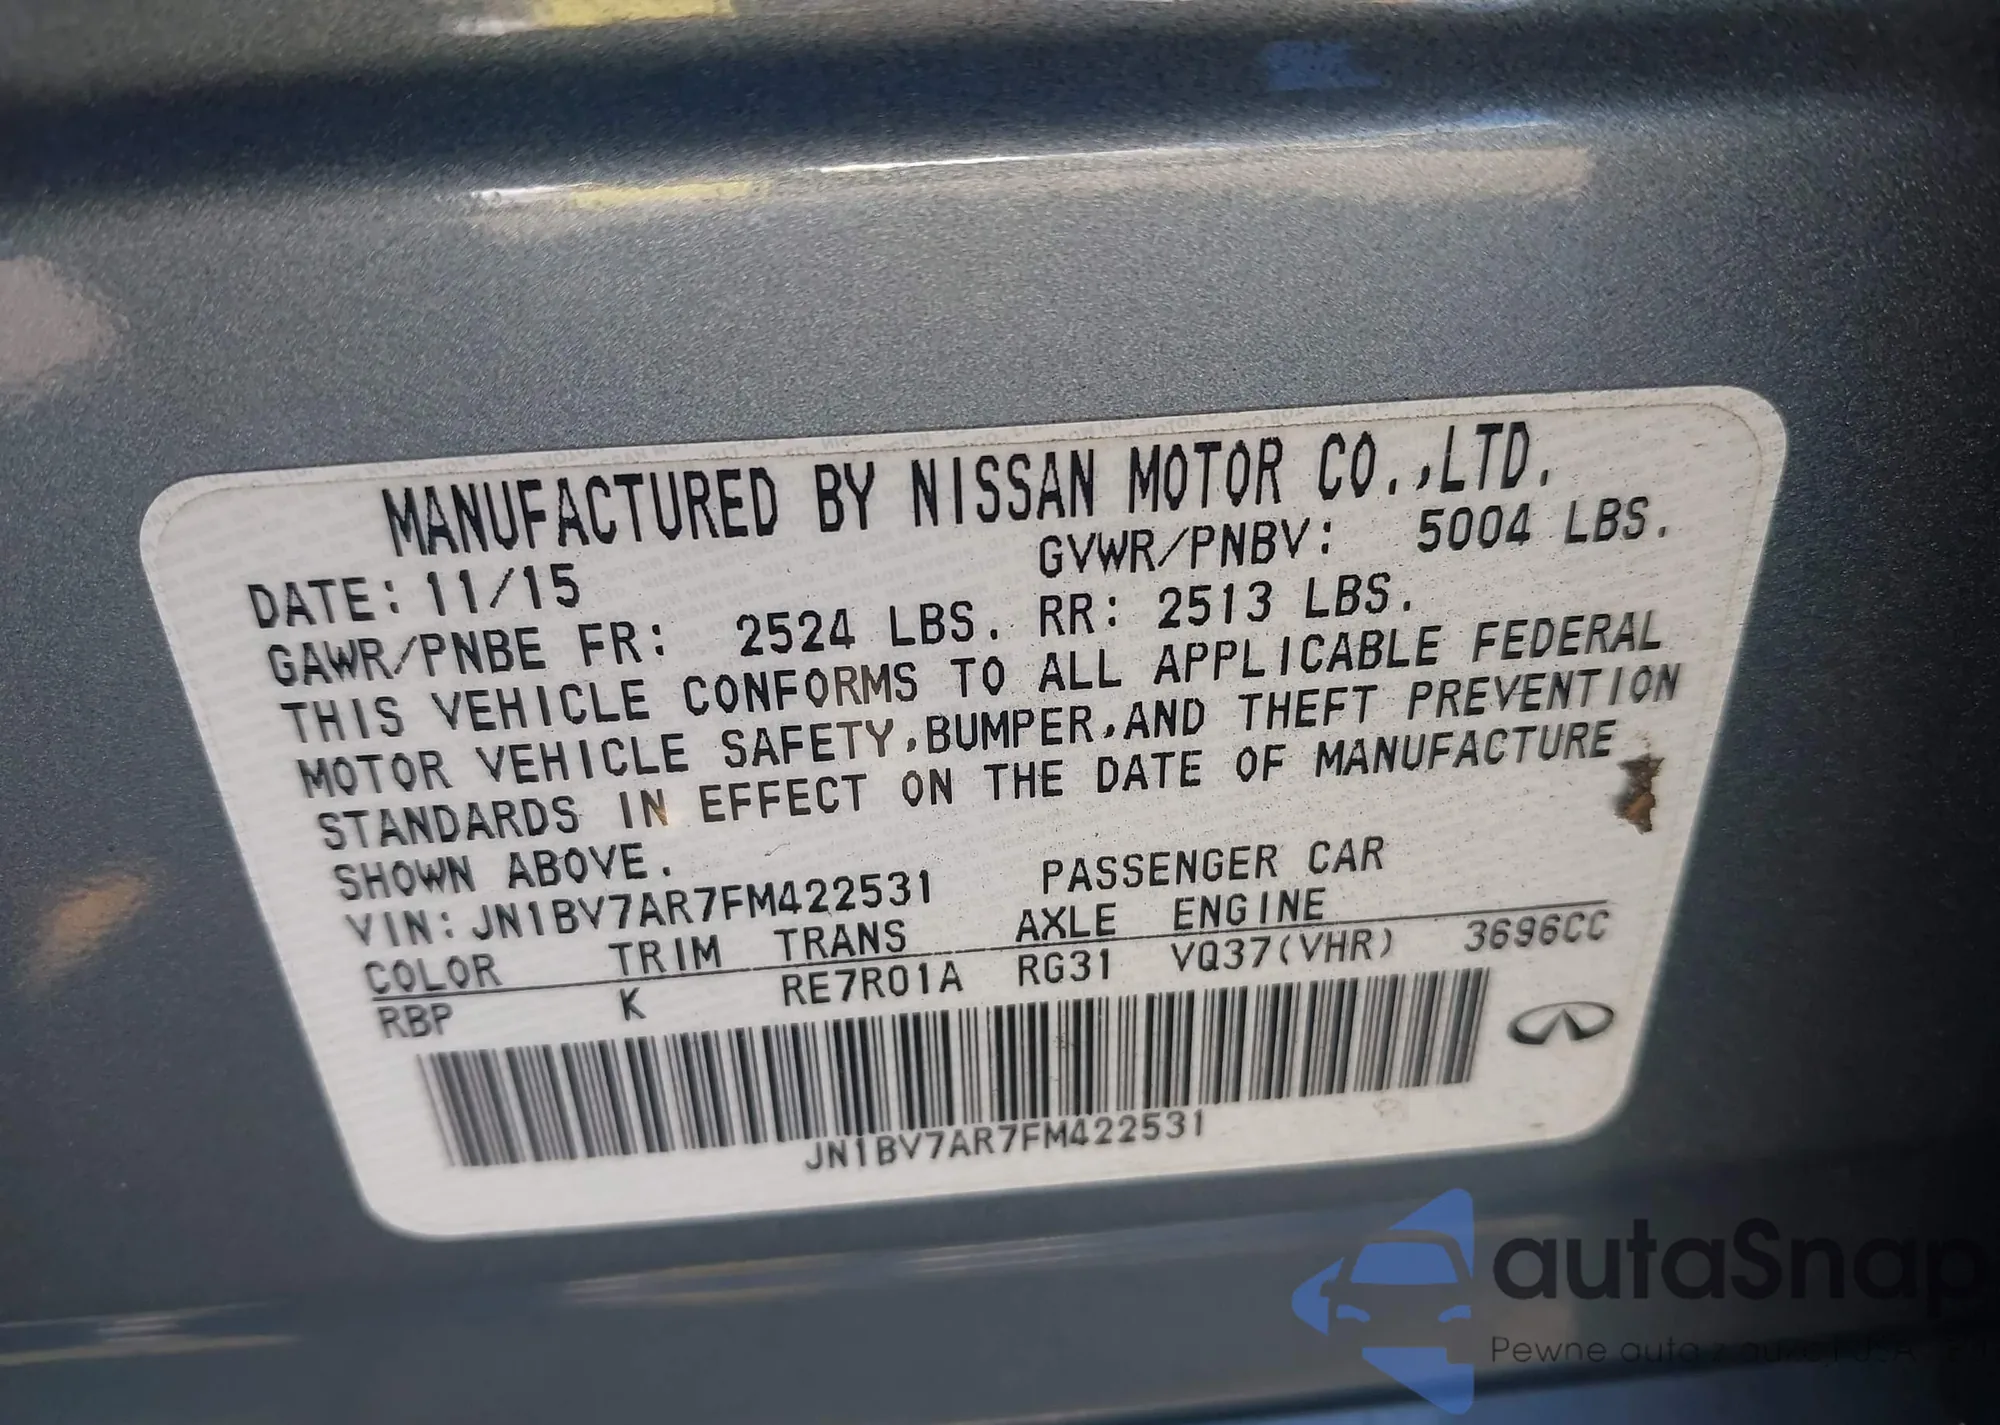 MANUFACTURED BY NISSAN MOTOR CO.,LTD.
DATE: 11/15 GVWR/PNBV: 5004 LBS.
GAWR/PNBE FR: 2524 LBS. RR: 2513 LBS.
THIS VEHICLE CONFORMS TO ALL APPLICABLE FEDERAL
MOTOR VEHICLE SAFETY,BUMPER,AND THEFT PREVENTION
STANDARDS IN EFFECT ON THE DATE OF MANUFACTURE
SHOWN ABOVE.
VIN: JN1BV7AR7FM422531 PASSENGER CAR
COLOR TRIM TRANS AXLE ENGINE
RBP K RE7R01A RG31 VQ37(VHR) 3696CC
JN1BV7AR7FM422531
autaSnap
Pewne auta z